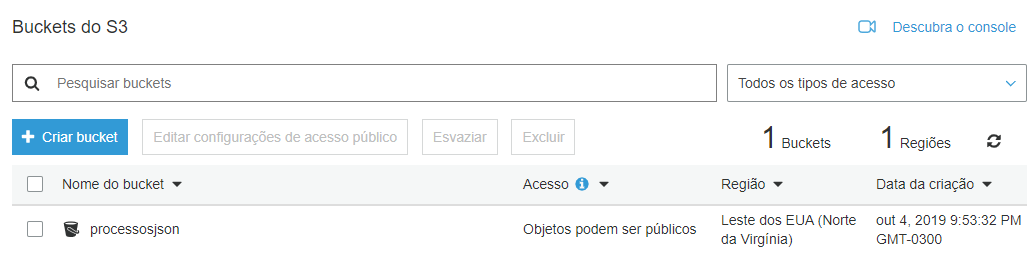 Buckets do S3
Descubra o console
Pesquisar buckets
Todos os tipos de acesso
+ Criar bucket
Editar configurações de acesso público
Esvaziar
Excluir
1 Buckets
1 Regiões
Nome do bucket
Acesso
Região
Data da criação
processosjson
Objetos podem ser públicos
Leste dos EUA (Norte
da Virgínia)
out 4, 2019 9:53:32 PM
GMT-0300